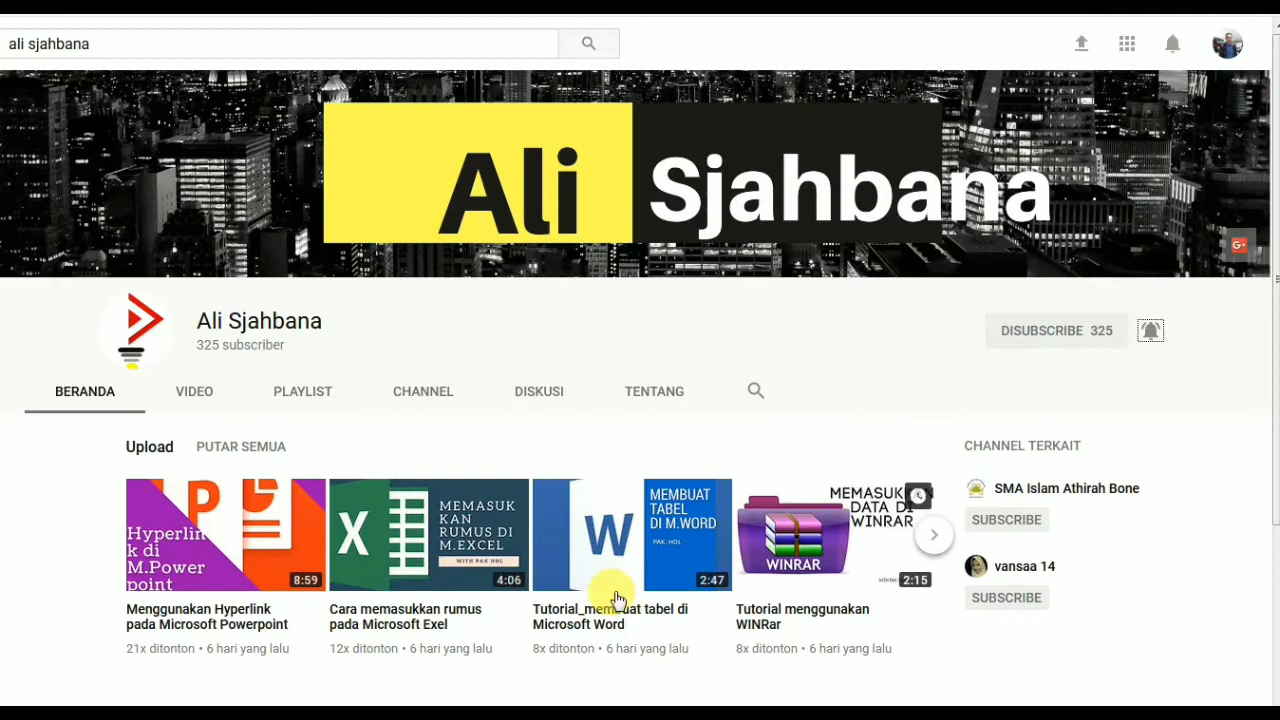 ali sjahbana
Ali Sjahbana
G+
Ali Sjahbana
325 subscriber
DISUBSCRIBE 325
BERANDA VIDEO PLAYLIST CHANNEL DISKUSI TENTANG
Upload PUTAR SEMUA
CHANNEL TERKAIT
SMA Islam Athirah Bone
SUBSCRIBE
vansaa 14
SUBSCRIBE
Hyperlin
k di
M.Power
point
8:59
Menggunakan Hyperlink
pada Microsoft Powerpoint
21x ditonton • 6 hari yang lalu
X
MEMASUK
KAN
RUMUS DI
M.EXCEL
WITH PAK HOL
4:06
Cara memasukkan rumus
pada Microsoft Exel
12x ditonton • 6 hari yang lalu
W
MEMBUAT
TABEL
DI M.WORD
PAK. HOL
2:47
Tutorial_membuat tabel di
Microsoft Word
8x ditonton • 6 hari yang lalu
MEMASUK
DATA DI
WINRAR
WINRAR
2:15
Tutorial menggunakan
WINRar
8x ditonton • 6 hari yang lalu